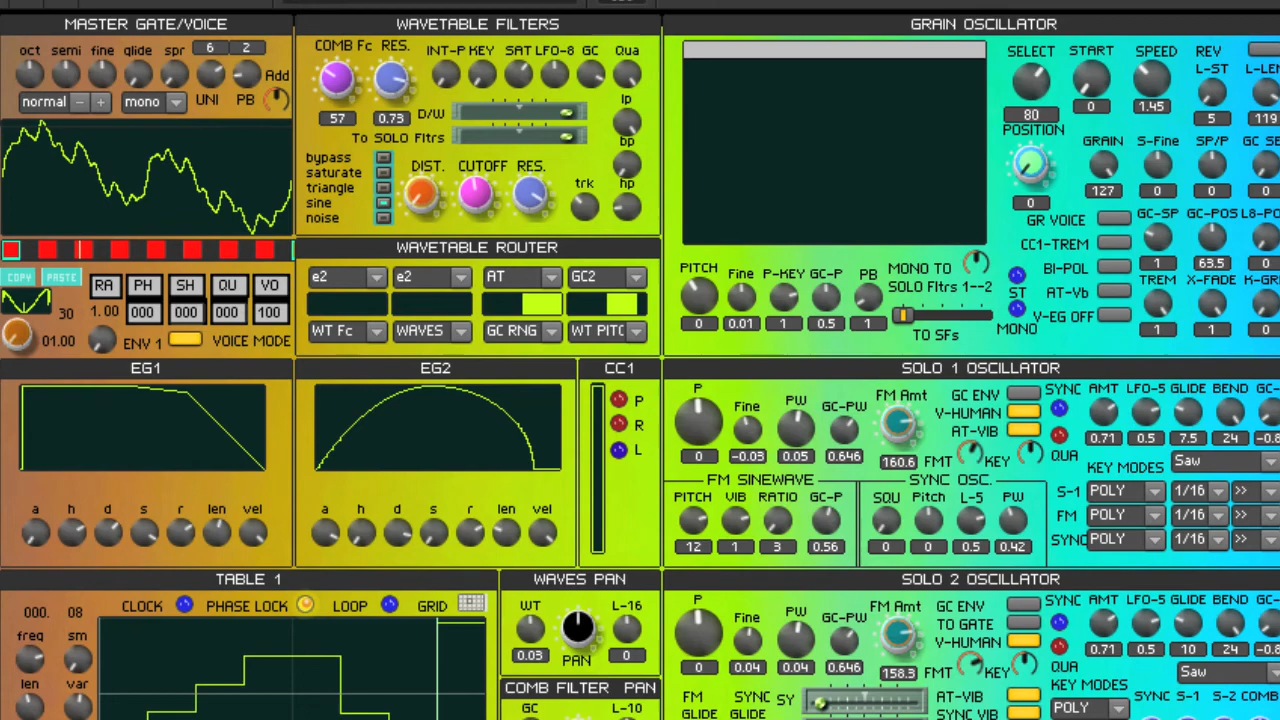 MASTER GATE/VOICE
oct semi fine glide spr 6 2
Add
normal − + mono UNI PB
COPY PASTE
RA PH SH QU VO
30 1.00 000 000 000 100
01.00 ENV 1 VOICE MODE
WAVETABLE FILTERS
COMB Fc RES. INT-P KEY SAT LFO-8 GC Qua
57 0.73 D/W
To SOLO Fltrs
lp
bp
hp
bypass
saturate
triangle
sine
noise
DIST. CUTOFF RES. trk
WAVETABLE ROUTER
e2 e2 AT GC2
WT Fc WAVES GC RNG WT PITC
GRAIN OSCILLATOR
SELECT START SPEED REV
L-ST L-LEN
80 0 1.45 5 119
POSITION
GRAIN S-Fine SP/P GC SE
0 127 0 0
GR VOICE GC-SP GC-POS L8-PO
CC1-TREM
BI-POL 1 63.5 0
AT-Vb TREM X-FADE K-GR
V-EG OFF 1 1
PITCH Fine P-KEY GC-P PB
0 0.01 1 0.5 1
MONO TO
SOLO Fltrs 1--2
ST
MONO
TO SFs
EG1
a h d s r len vel
EG2
a h d s r len vel
CC1
P
R
L
SOLO 1 OSCILLATOR
P Fine PW GC-PW FM Amt
0 -0.03 0.05 0.646 160.6
GC ENV
V-HUMAN
AT-VIB
FMT KEY
SYNC AMT LFO-5 GLIDE BEND GC-
QUA 0.71 0.5 7.5 24 -0.8
KEY MODES Saw
FM SINEWAVE
PITCH VIB RATIO GC-P
12 1 3 0.56
SYNC OSC.
SQU Pitch L-5 PW
0 0 0.5 0.42
S-1 POLY 1/16 >>
FM POLY 1/16 >>
SYNC POLY 1/16 >>
TABLE 1
000. 08 CLOCK PHASE LOCK LOOP GRID
freq sm
len var
WAVES PAN
WT L-16
0.03 PAN 0
COMB FILTER PAN
GC L-10
SOLO 2 OSCILLATOR
P Fine PW GC-PW FM Amt
0 0.04 0.04 0.646 158.3
GC ENV
TO GATE
V-HUMAN
FMT KEY
SYNC AMT LFO-5 GLIDE BEND GC-
QUA 0.71 0.5 10 24 -0.8
KEY MODES Saw
FM SYNC SY AT-VIB POLY SYNC S-1 S-2 COMB
GLIDE GLIDE SYNC VIB